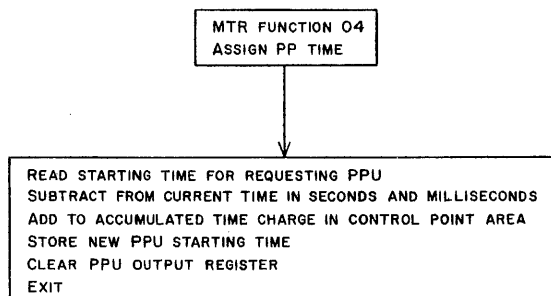 MTR FUNCTION 04
ASSIGN PP TIME
READ STARTING TIME FOR REQUESTING PPU
SUBTRACT FROM CURRENT TIME IN SECONDS AND MILLISECONDS
ADD TO ACCUMULATED TIME CHARGE IN CONTROL POINT AREA
STORE NEW PPU STARTING TIME
CLEAR PPU OUTPUT REGISTER
EXIT